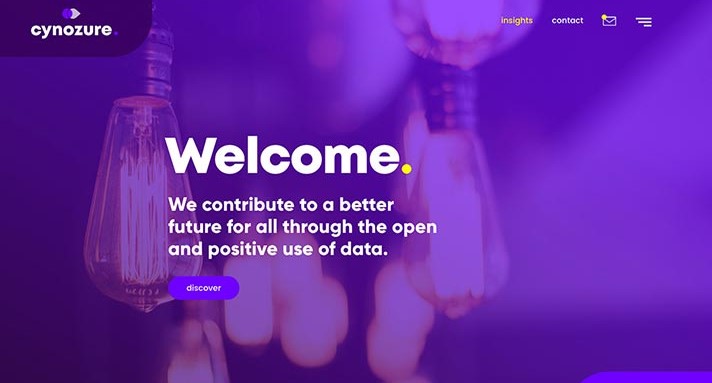 cynozure.
insights
contact
Welcome.
We contribute to a better
future for all through the open
and positive use of data.
discover